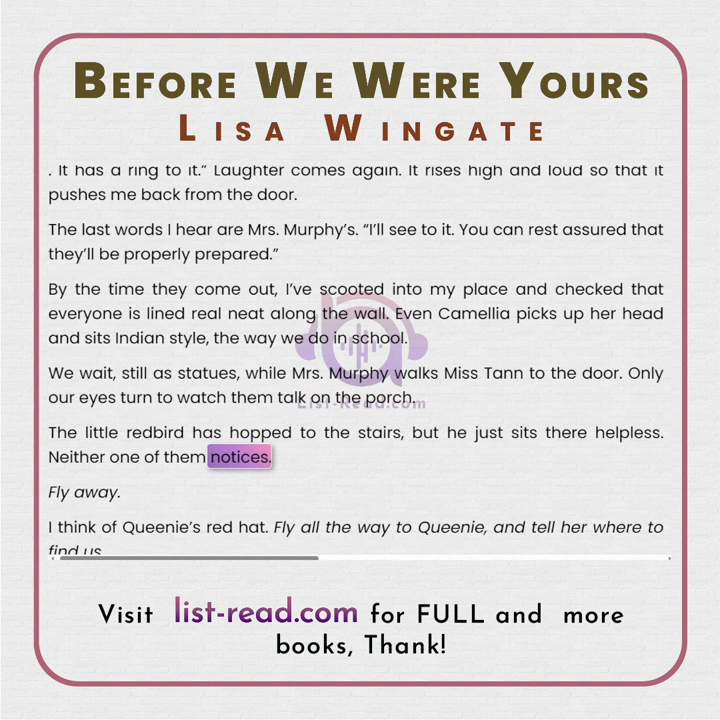 BEFORE WE WERE YOURS
LISA WINGATE
. It has a ring to it.” Laughter comes again. It rises high and loud so that it
pushes me back from the door.
The last words I hear are Mrs. Murphy’s. “I’ll see to it. You can rest assured that
they’ll be properly prepared.”
By the time they come out, I’ve scooted into my place and checked that
everyone is lined real neat along the wall. Even Camellia picks up her head
and sits Indian style, the way we do in school.
We wait, still as statues, while Mrs. Murphy walks Miss Tann to the door. Only
our eyes turn to watch them talk on the porch.
List-Read.com
The little redbird has hopped to the stairs, but he just sits there helpless.
Neither one of them notices.
Fly away.
I think of Queenie’s red hat. Fly all the way to Queenie, and tell her where to
find us
Visit list-read.com for FULL and more
books, Thank!